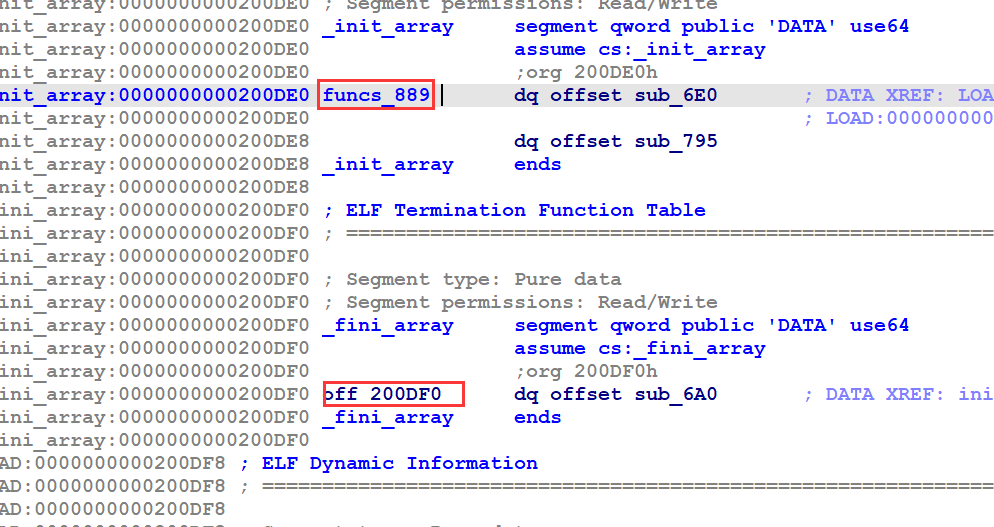 nit_array:0000000000200DE0 ; Segment permissions: Read/Write
nit_array:0000000000200DE0 _init_array segment qword public 'DATA' use64
nit_array:0000000000200DE0 assume cs:_init_array
nit_array:0000000000200DE0 ;org 200DE0h
nit_array:0000000000200DE0 funcs_889 dq offset sub_6E0 ; DATA XREF: LOA
nit_array:0000000000200DE0 ; LOAD:000000000
nit_array:0000000000200DE8 dq offset sub_795
nit_array:0000000000200DE8 _init_array ends
nit_array:0000000000200DE8
ini_array:0000000000200DF0 ; ELF Termination Function Table
ini_array:0000000000200DF0 ; ======================================================
ini_array:0000000000200DF0
ini_array:0000000000200DF0 ; Segment type: Pure data
ini_array:0000000000200DF0 ; Segment permissions: Read/Write
ini_array:0000000000200DF0 _fini_array segment qword public 'DATA' use64
ini_array:0000000000200DF0 assume cs:_fini_array
ini_array:0000000000200DF0 ;org 200DF0h
ini_array:0000000000200DF0 off_200DF0 dq offset sub_6A0 ; DATA XREF: ini
ini_array:0000000000200DF0 _fini_array ends
ini_array:0000000000200DF0
AD:0000000000200DF8 ; ELF Dynamic Information
AD:0000000000200DF8 ; =============================================================
AD:0000000000200DF8